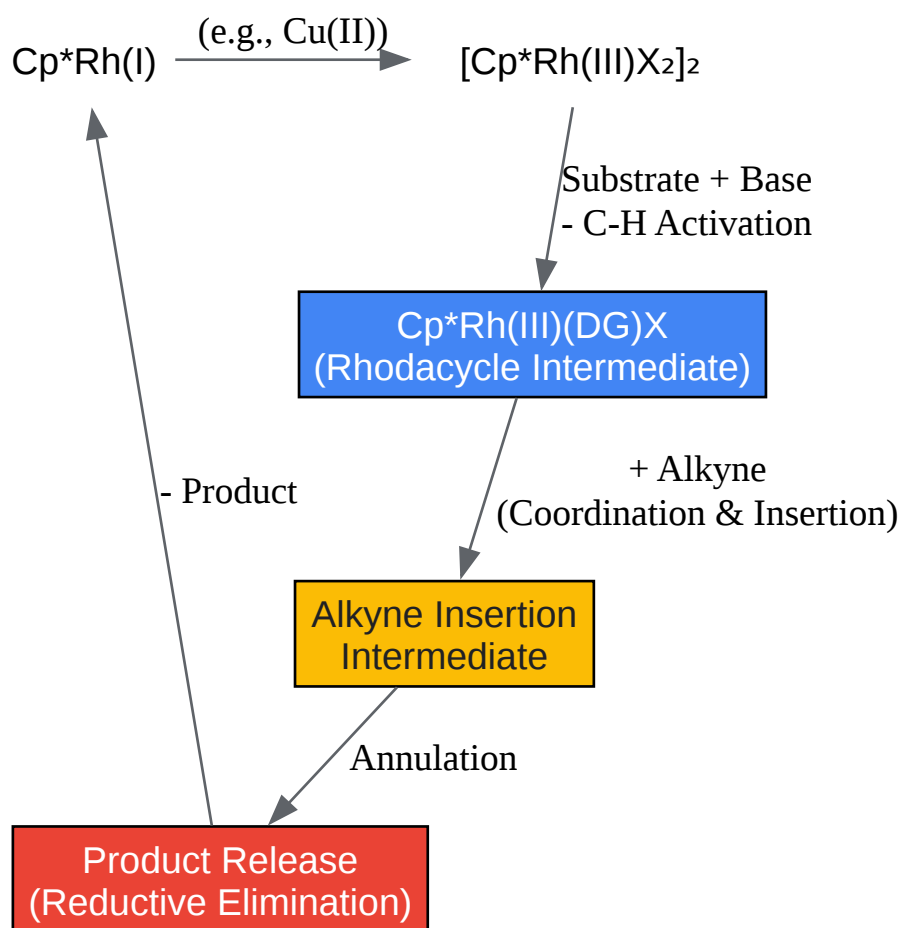 (e.g., Cu(II))
Cp*Rh(I)
[Cp*Rh(III)X₂]₂
Substrate + Base
- C-H Activation
Cp*Rh(III)(DG)X
(Rhodacycle Intermediate)
+ Alkyne
(Coordination & Insertion)
- Product
Alkyne Insertion
Intermediate
Annulation
Product Release
(Reductive Elimination)